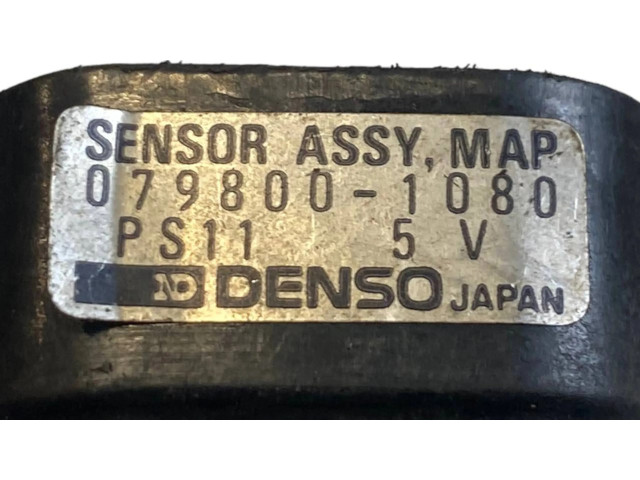 SENSOR ASSY, MAP
079800-1080
PS11 5 V
ND DENSO JAPAN